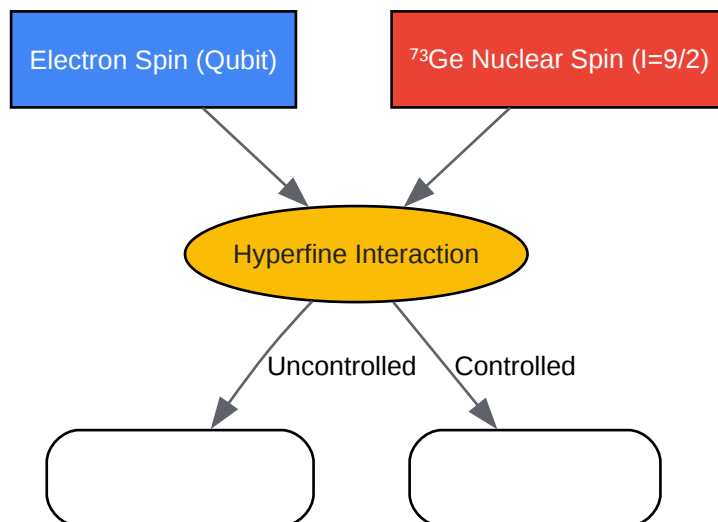 Electron Spin (Qubit)
⁷³Ge Nuclear Spin (I=9/2)
Hyperfine Interaction
Uncontrolled
Controlled